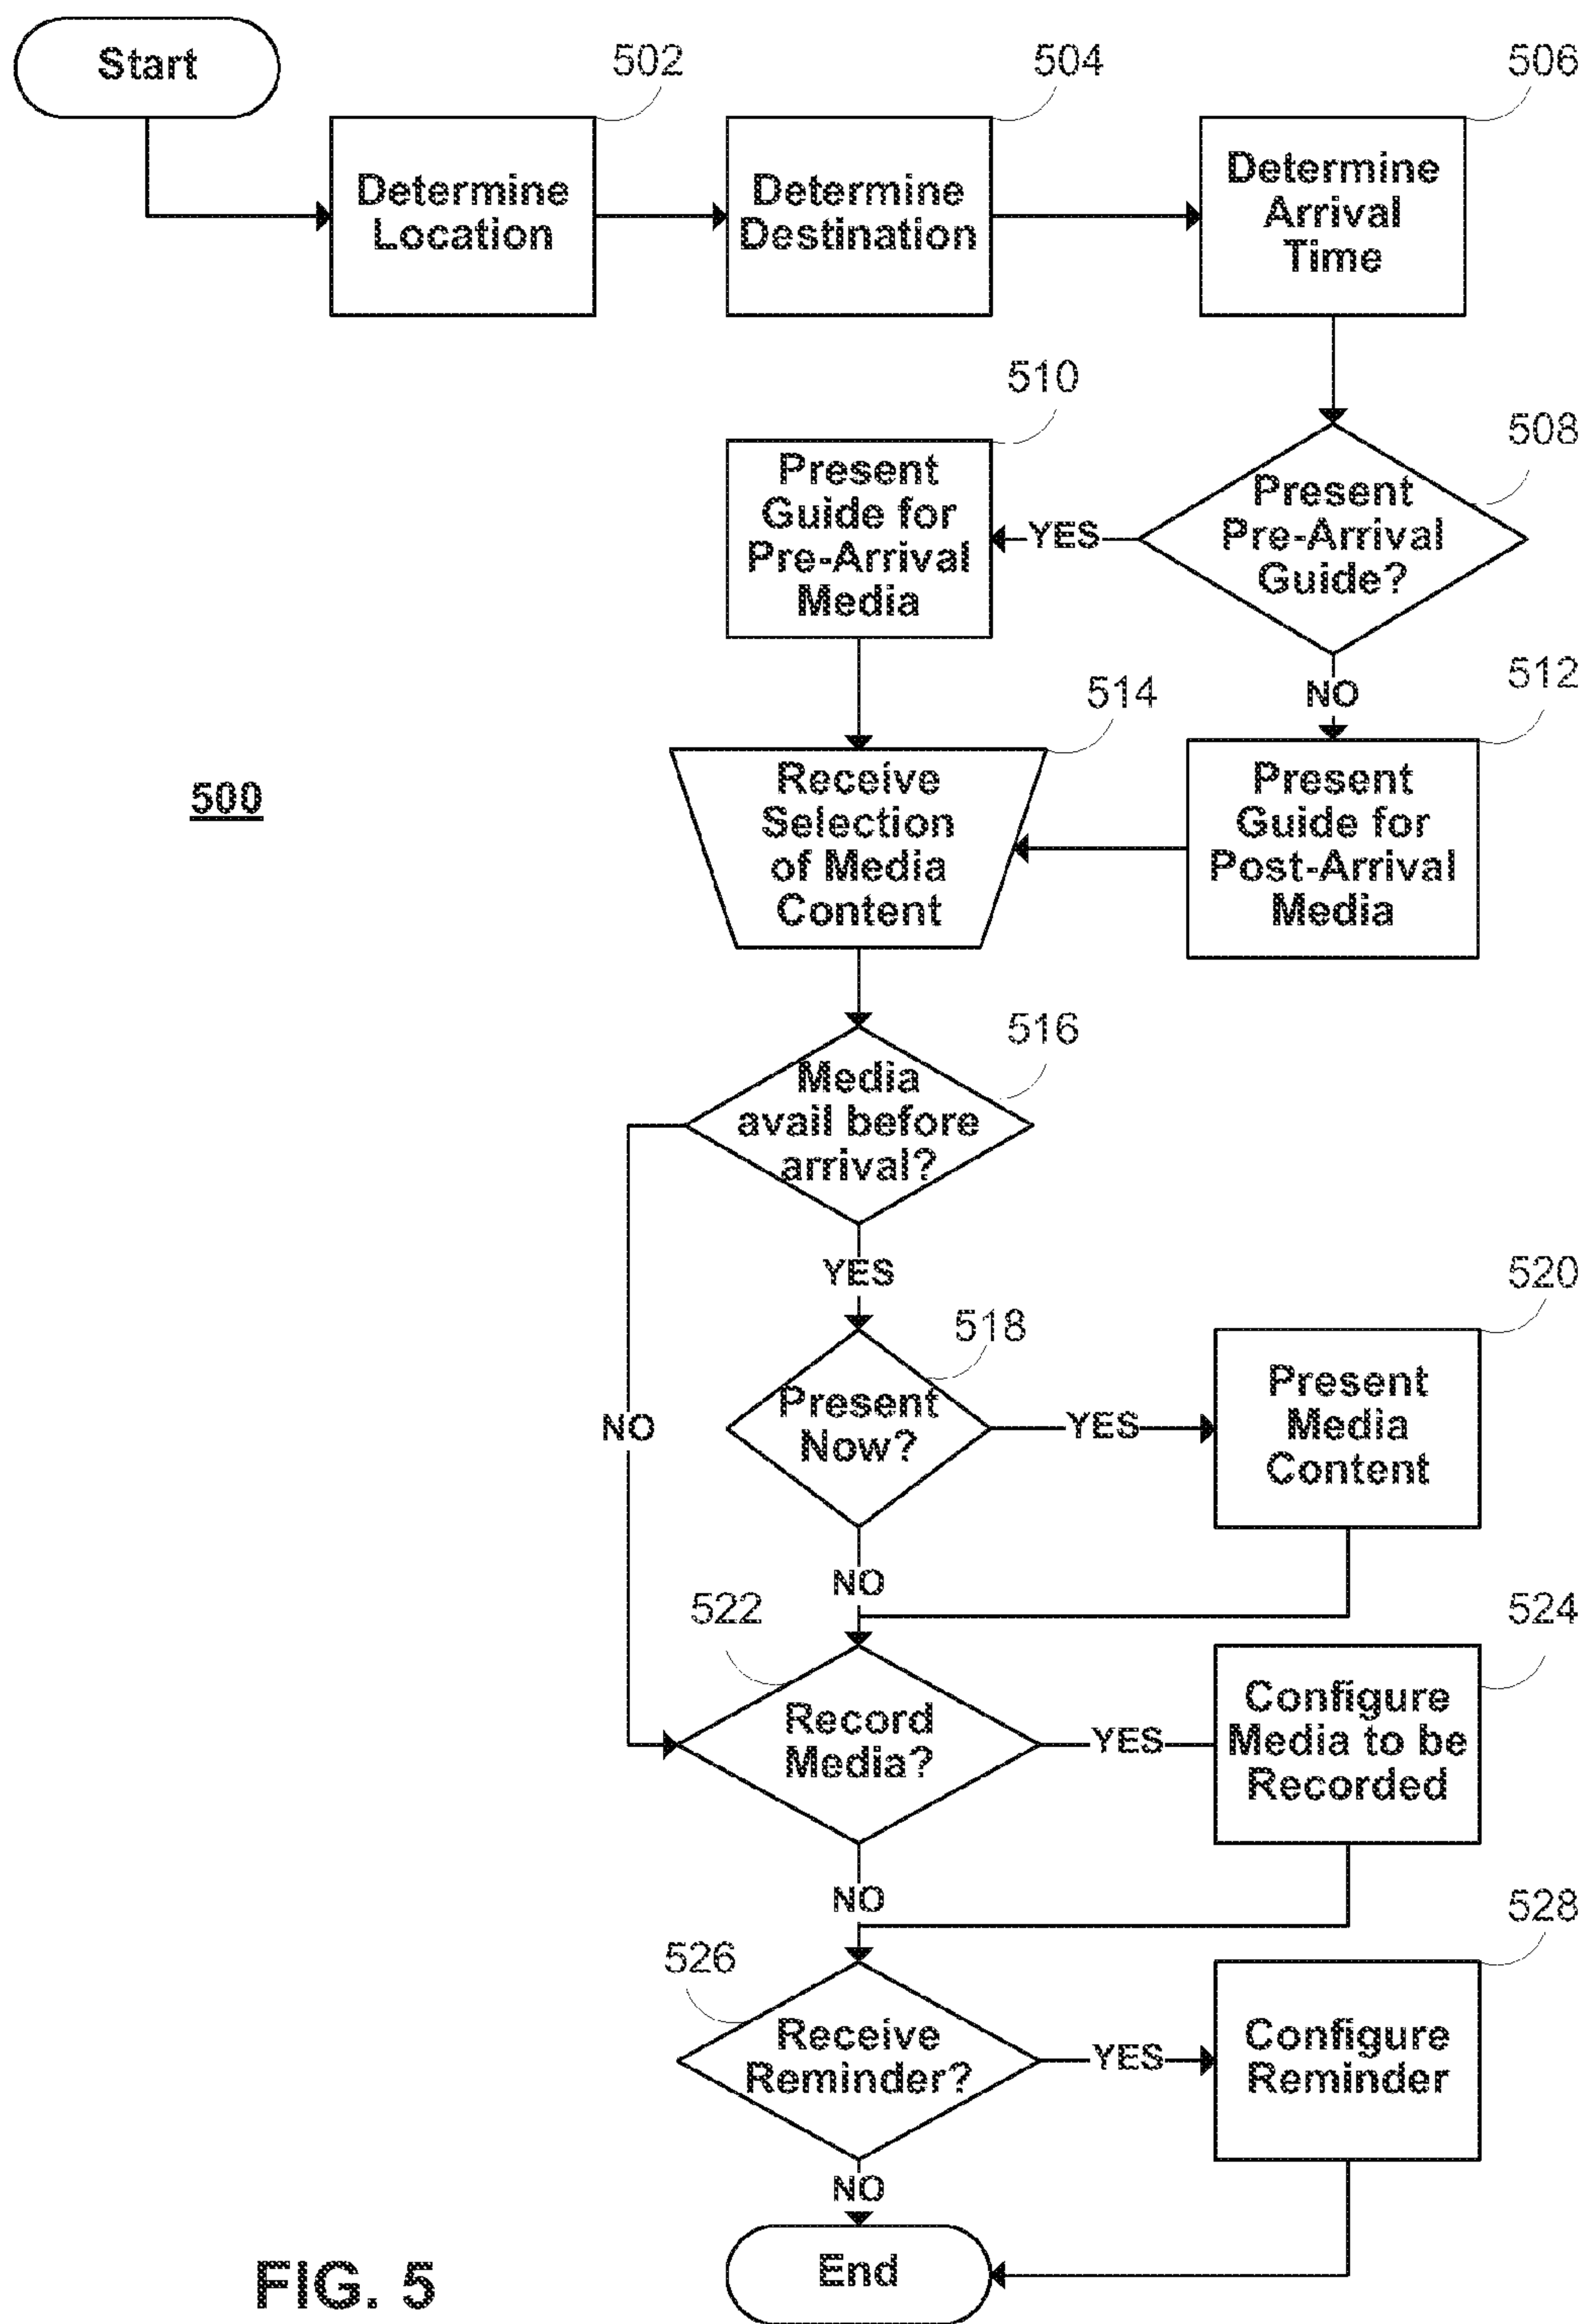 Start
502
504
506
Determine
Location
Determine
Destination
Determine
Arrival
Time
510
508
Present
Guide for
Pre-Arrival
Media
YES
Present
Pre-Arrival
Guide?
NO
512
514
500
Receive
Selection
of Media
Content
Present
Guide for
Post-Arrival
Media
516
Media
avail before
arrival?
YES
520
518
NO
Present
Now?
YES
Present
Media
Content
NO
522
524
Record
Media?
YES
Configure
Media to be
Recorded
NO
528
526
Receive
Reminder?
YES
Configure
Reminder
NO
End
FIG. 5